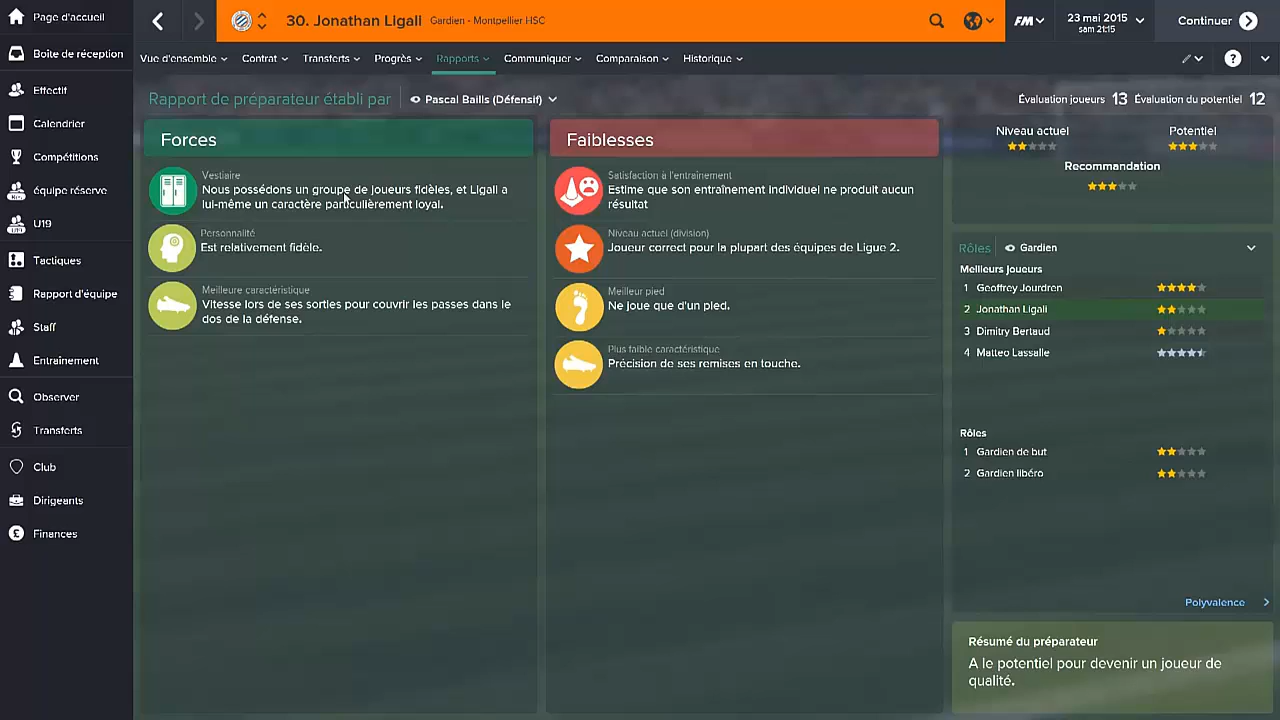 Page d'accueil
Boîte de réception
Effectif
Calendrier
Compétitions
équipe réserve
U19
Tactiques
Rapport d'équipe
Staff
Entraînement
Observer
Transferts
Club
Dirigeants
Finances
30. Jonathan Ligali Gardien - Montpellier HSC
FM
23 mai 2015
sam 21:15
Continuer
Vue d'ensemble Contrat Transferts Progrès Rapports Communiquer Comparaison Historique
?
Rapport de préparateur établi par Pascal Baills (Défensif)
Évaluation joueurs 13 Évaluation du potentiel 12
Forces
Vestiaire
Nous possédons un groupe de joueurs fidèles, et Ligali a
lui-même un caractère particulièrement loyal.
Personnalité
Est relativement fidèle.
Meilleure caractéristique
Vitesse lors de ses sorties pour couvrir les passes dans le
dos de la défense.
Faiblesses
Satisfaction à l'entraînement
Estime que son entraînement individuel ne produit aucun
résultat
Niveau actuel (division)
Joueur correct pour la plupart des équipes de Ligue 2.
Meilleur pied
Ne joue que d'un pied.
Plus faible caractéristique
Précision de ses remises en touche.
Niveau actuel Potentiel
Recommandation
Rôles Gardien
Meilleurs joueurs
1 Geoffrey Jourdren
2 Jonathan Ligali
3 Dimitry Bertaud
4 Matteo Lassalle
Rôles
1 Gardien de but
2 Gardien libéro
Polyvalence
Résumé du préparateur
A le potentiel pour devenir un joueur de
qualité.